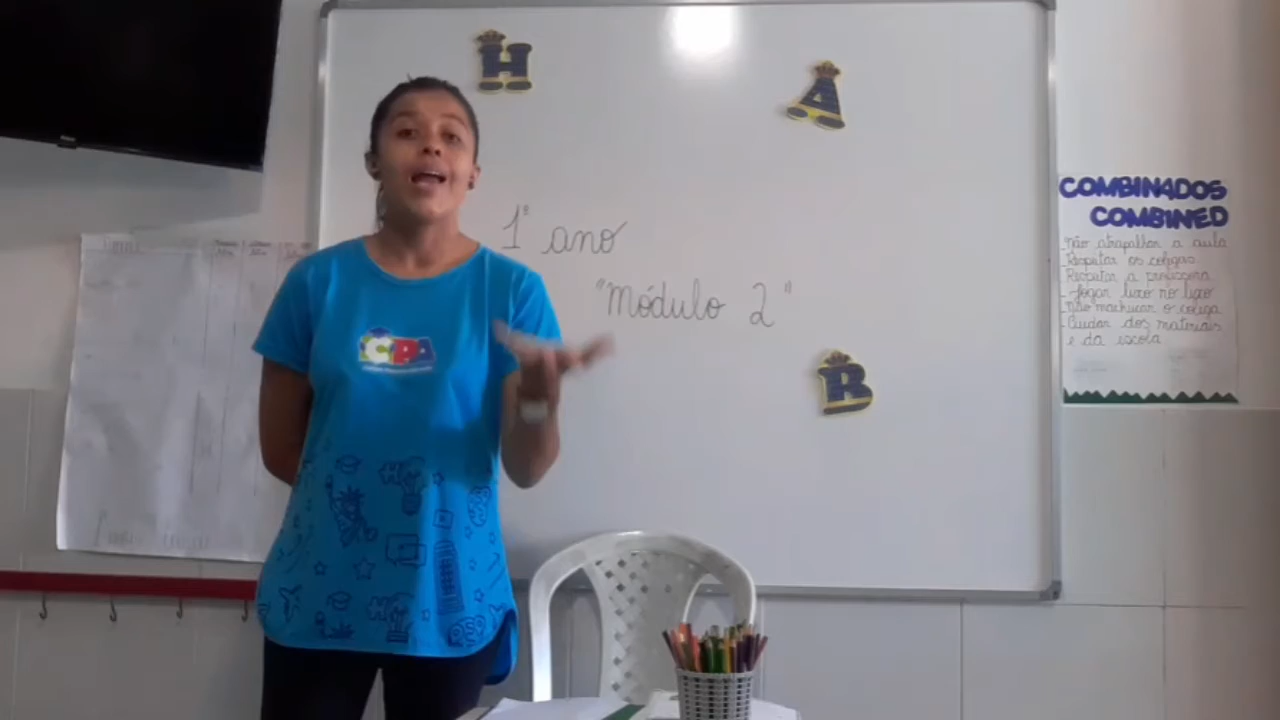 H
A
1º ano
"Módulo 2"
B
CPA
COMBINADOS
COMBINED
- Não atrapalhar a aula
- Respeitar os colegas
- Respeitar a professora
- Jogar lixo no lixo
- Não machucar o colega
- Cuidar dos materiais
e da escola